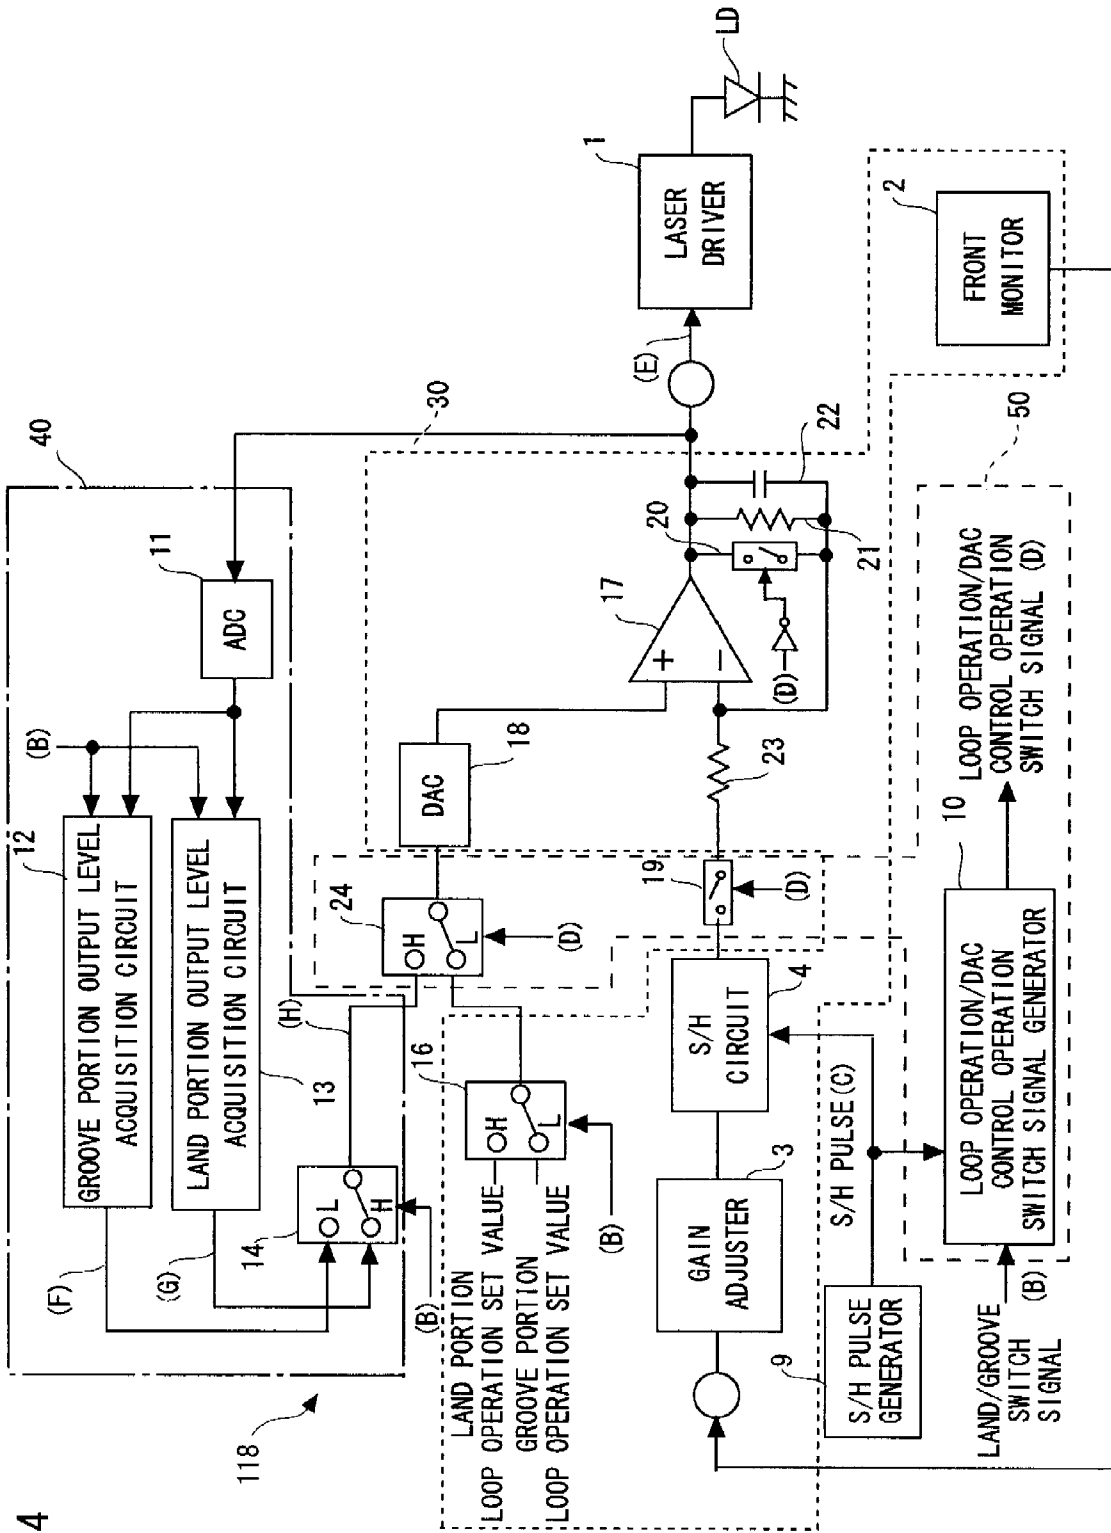 4
118
40
(B)
12
GROOVE PORTION OUTPUT LEVEL
ACQUISITION CIRCUIT
LAND PORTION OUTPUT LEVEL
ACQUISITION CIRCUIT
13
11
ADC
(F)
(G)
14
L
H
(B)
(H)
30
24
H
L
(D)
DAC
18
LAND PORTION
LOOP OPERATION SET VALUE
GROOVE PORTION
LOOP OPERATION SET VALUE
16
H
L
(B)
17
+
−
(D)
20
21
22
23
19
(D)
(E)
1
LASER
DRIVER
LD
2
FRONT
MONITOR
GAIN
ADJUSTER
3
S/H
CIRCUIT
4
9
S/H PULSE
GENERATOR
S/H PULSE(C)
LAND/GROOVE
SWITCH
SIGNAL
(B)
10
LOOP OPERATION/DAC
CONTROL OPERATION
SWITCH SIGNAL GENERATOR
LOOP OPERATION/DAC
CONTROL OPERATION
SWITCH SIGNAL (D)
50